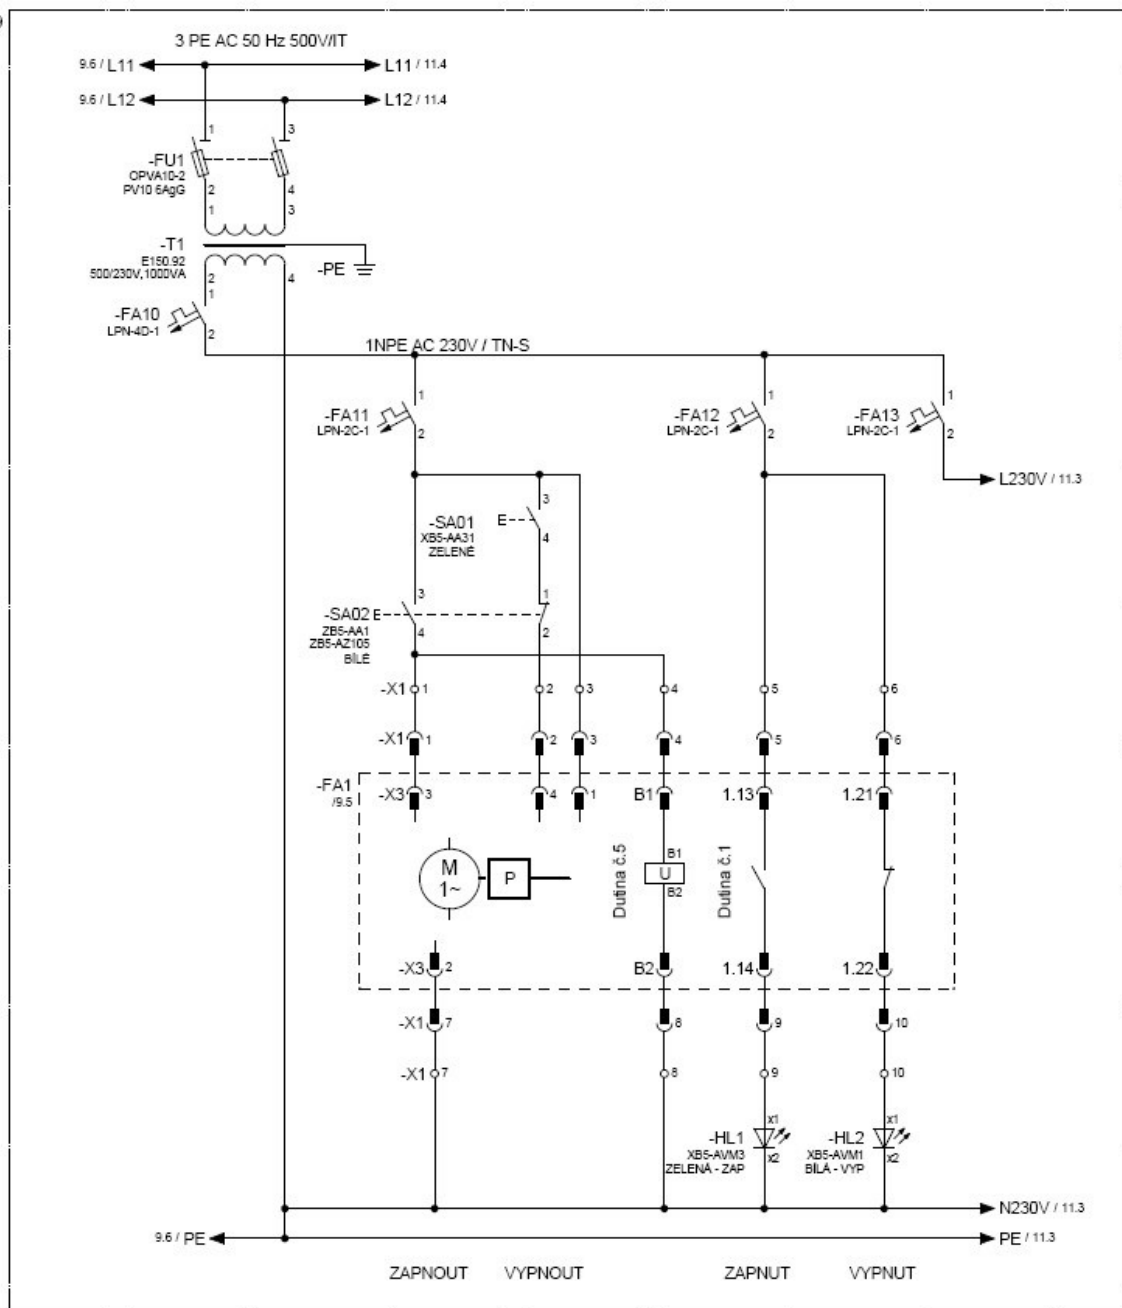 3 PE AC 50 Hz 500V/IT
9.6 / L11 L11 / 11.4
9.6 / L12 L12 / 11.4
1 3
-FU1
OPVA10-2
PV10 6AgG
2 4
1 3
-T1
E150.92
500/230V,1000VA
-PE
2 4
1
-FA10
LPN-4D-1
2
1NPE AC 230V / TN-S
1 1 1
-FA11 -FA12 -FA13
LPN-2C-1 LPN-2C-1 LPN-2C-1
2 2 2
L230V / 11.3
3
-SA01 E
XB5-AA31
ZELENÉ
4
3 1
-SA02 E
ZB5-AA1
ZB5-AZ105
BÍLÉ
4 2
-X1 1 2 3 4 5 6
-X1 1 2 3 4 5 6
-FA1
/9.5
-X3 3 4 1 B1 1.13 1.21
M
1~
P
Dutina č.5
B1
U
B2
Dutina č.1
-X3 2 B2 1.14 1.22
-X1 7 8 9 10
-X1 7 8 9 10
x1 x1
-HL1 -HL2
XB5-AVM3 XB5-AVM1
x2 x2
ZELENÁ - ZAP BÍLÁ - VYP
N230V / 11.3
9.6 / PE PE / 11.3
ZAPNOUT VYPNOUT ZAPNUT VYPNUT